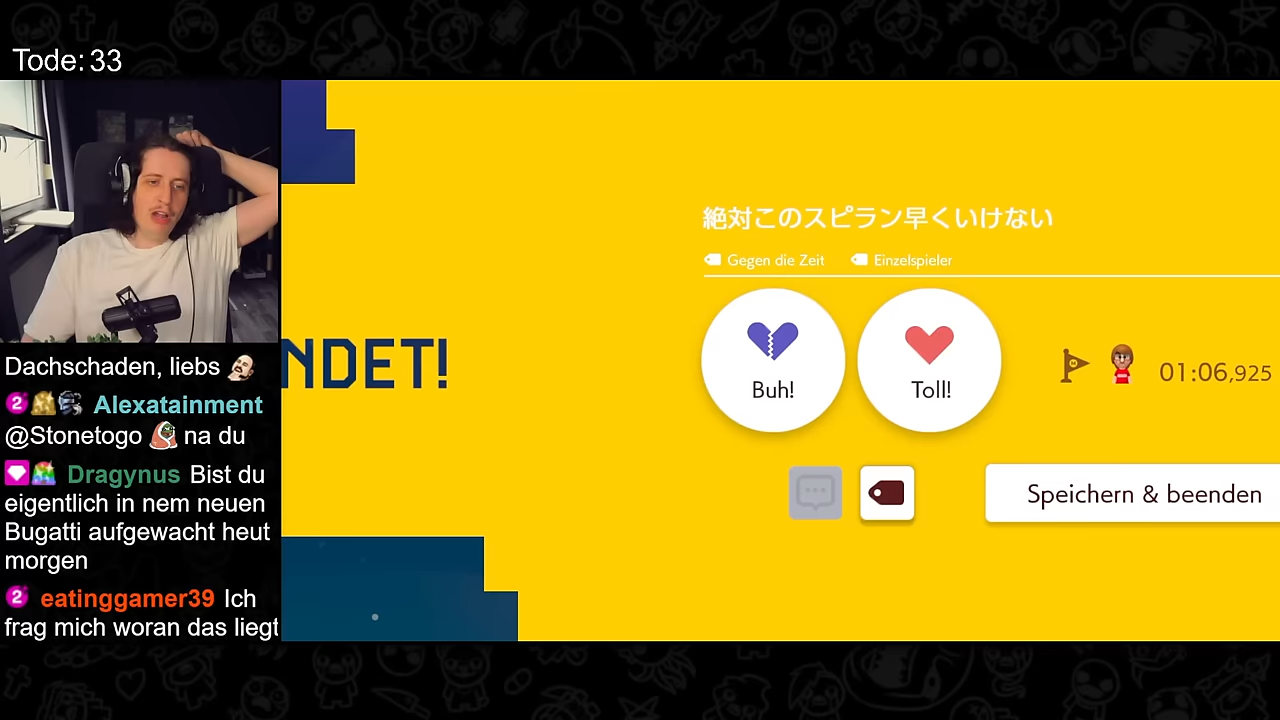 Tode: 33
Dachschaden, liebs
2 Alexatainment
@Stonetogo na du
Dragynus Bist du
eigentlich in nem neuen
Bugatti aufgewacht heut
morgen
2 eatinggamer39 Ich
frag mich woran das liegt
NDET!
絶対このスピラン早くいけない
Gegen die Zeit Einzelspieler
Buh! Toll!
01:06,925
Speichern & beenden